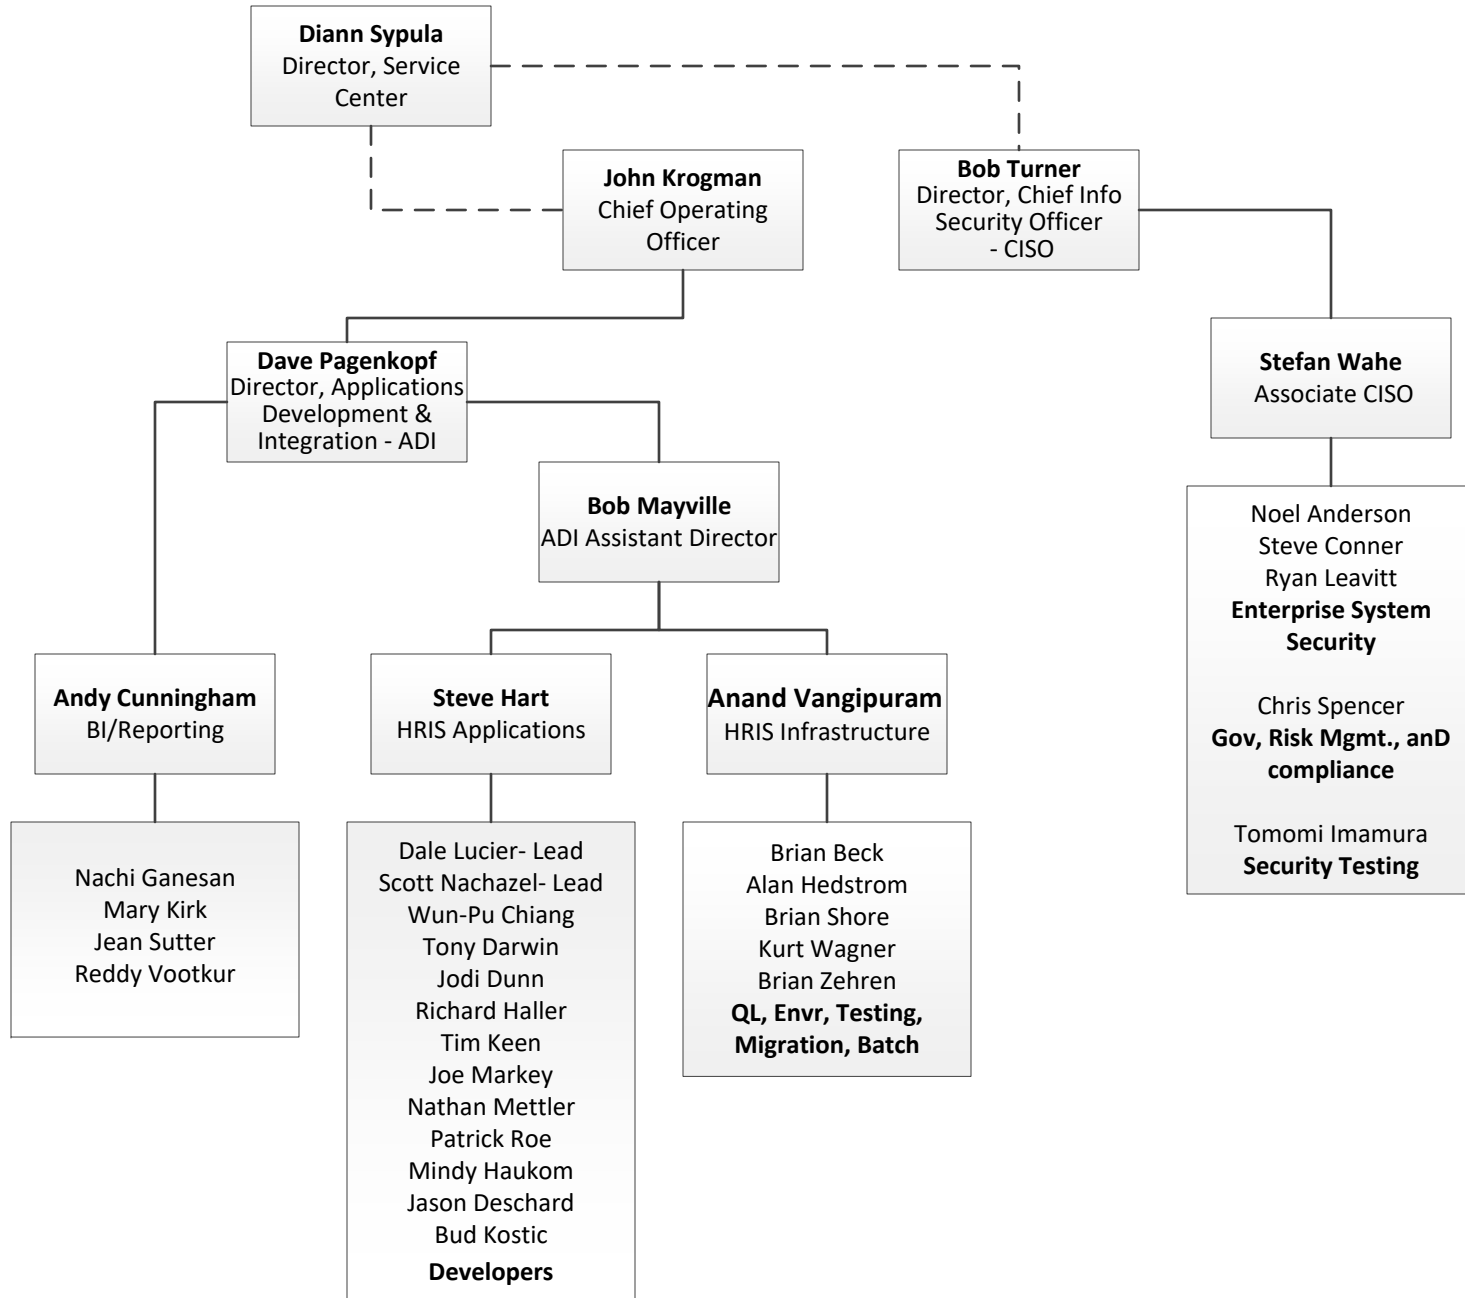 Diann Sypula
Director, Service
Center
John Krogman
Chief Operating
Officer
Bob Turner
Director, Chief Info
Security Officer
- CISO
Dave Pagenkopf
Director, Applications
Development &
Integration - ADI
Stefan Wahe
Associate CISO
Bob Mayville
ADI Assistant Director
Noel Anderson
Steve Conner
Ryan Leavitt
Enterprise System
Security
Chris Spencer
Gov, Risk Mgmt., anD
compliance
Tomomi Imamura
Security Testing
Andy Cunningham
BI/Reporting
Steve Hart
HRIS Applications
Anand Vangipuram
HRIS Infrastructure
Nachi Ganesan
Mary Kirk
Jean Sutter
Reddy Vootkur
Dale Lucier- Lead
Scott Nachazel- Lead
Wun-Pu Chiang
Tony Darwin
Jodi Dunn
Richard Haller
Tim Keen
Joe Markey
Nathan Mettler
Patrick Roe
Mindy Haukom
Jason Deschard
Bud Kostic
Developers
Brian Beck
Alan Hedstrom
Brian Shore
Kurt Wagner
Brian Zehren
QL, Envr, Testing,
Migration, Batch